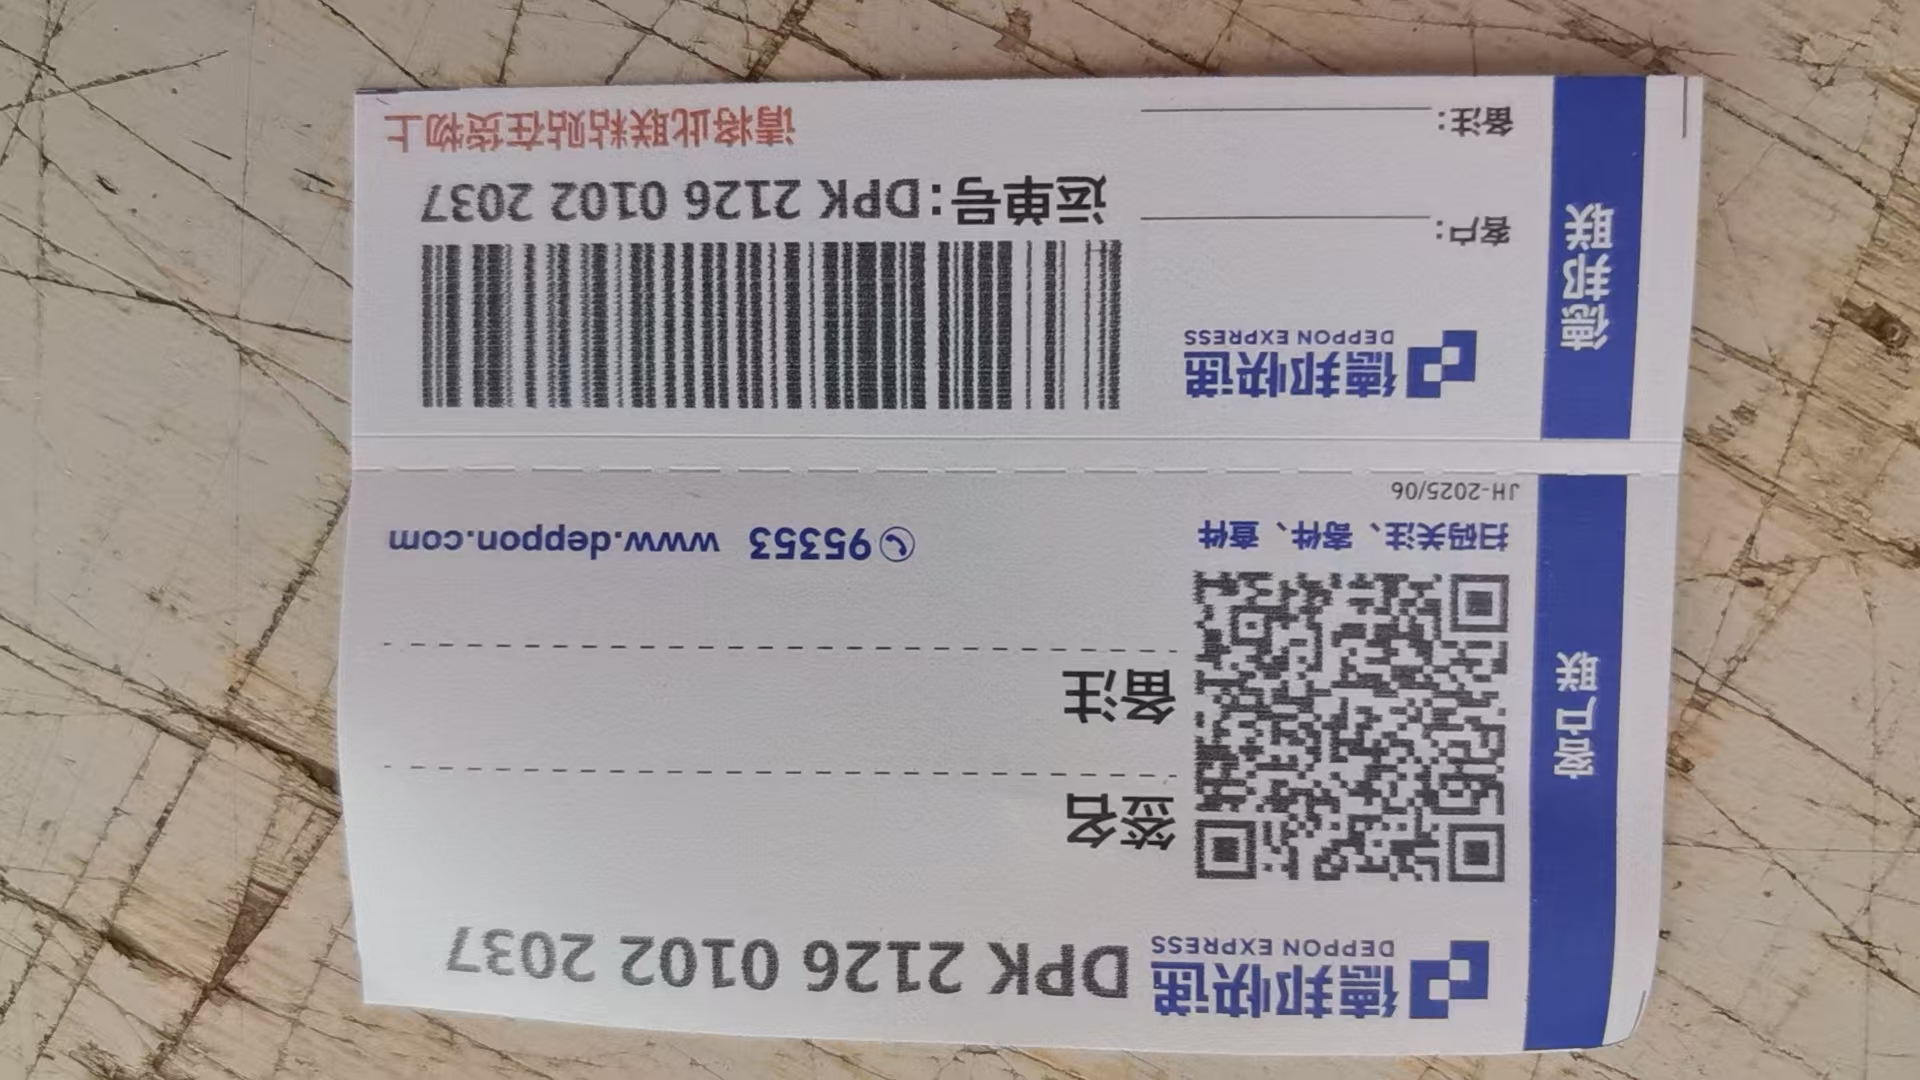 德邦快递
DEPPON EXPRESS
DPK 2126 0102 2037
客户联
签名
备注
扫码关注、寄件、查件
95353 www.deppon.com
JH-2025/06
德邦联
德邦快递
DEPPON EXPRESS
客户:
备注:
运单号:DPK 2126 0102 2037
请将此联粘贴在货物上